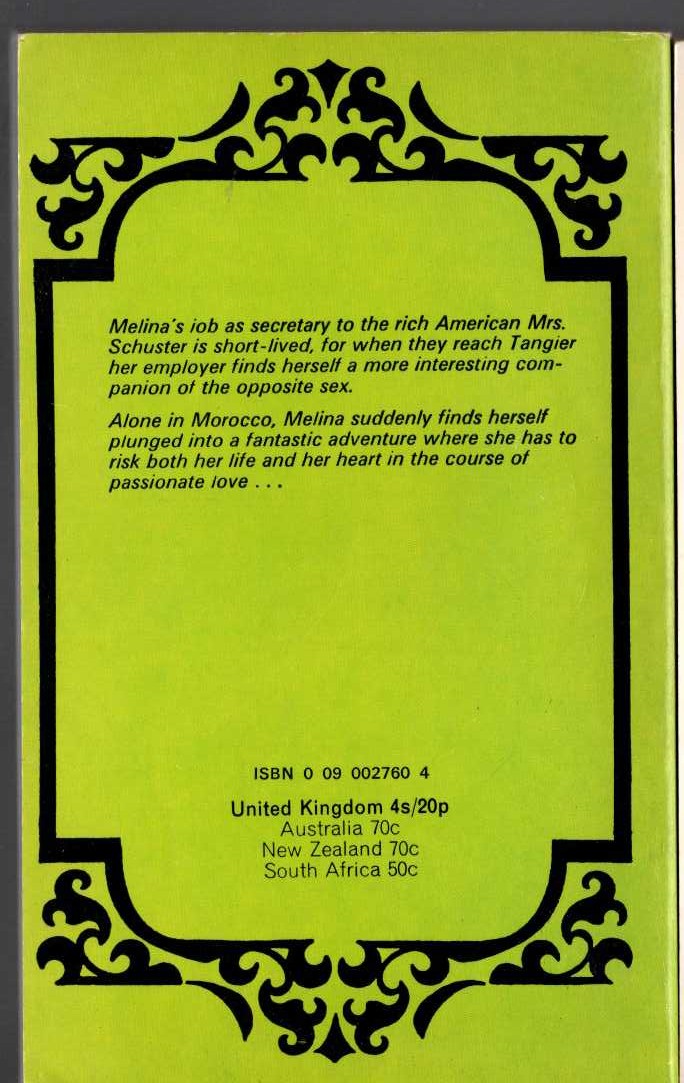 Melina's iob as secretary to the rich American Mrs.
Schuster is short-lived, for when they reach Tangier
her employer finds herself a more interesting com-
panion of the opposite sex.
Alone in Morocco, Melina suddenly finds herself
plunged into a fantastic adventure where she has to
risk both her life and her heart in the course of
passionate love . . .
ISBN 0 09 002760 4
United Kingdom 4s/20p
Australia 70c
New Zealand 70c
South Africa 50c